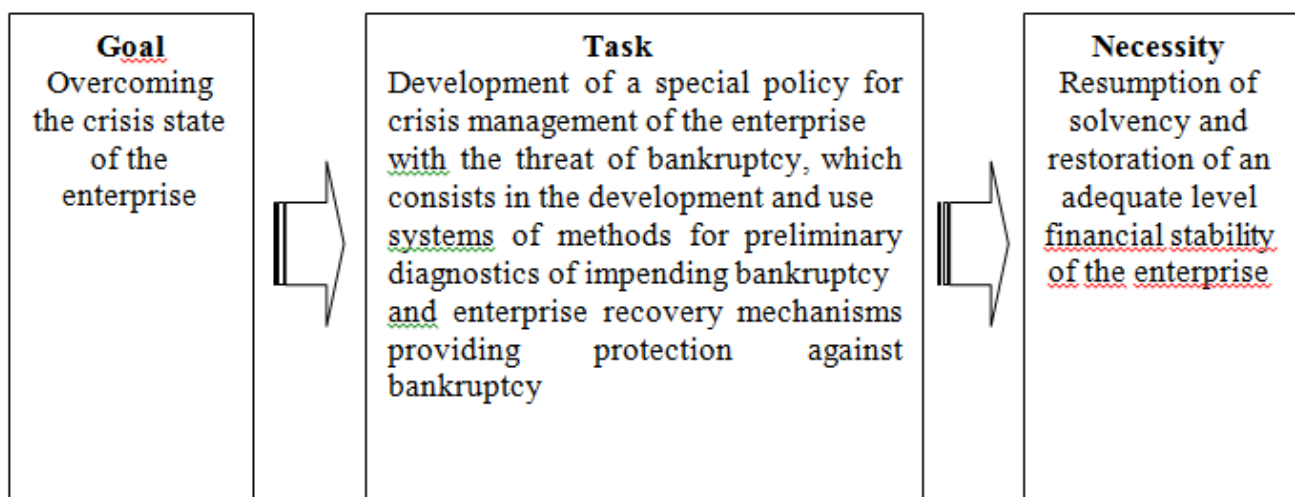 Goal
Overcoming
the crisis state
of the
enterprise
Task
Development of a special policy for
crisis management of the enterprise
with the threat of bankruptcy, which
consists in the development and use
systems of methods for preliminary
diagnostics of impending bankruptcy
and enterprise recovery mechanisms
providing protection against
bankruptcy
Necessity
Resumption of
solvency and
restoration of an
adequate level
financial stability
of the enterprise